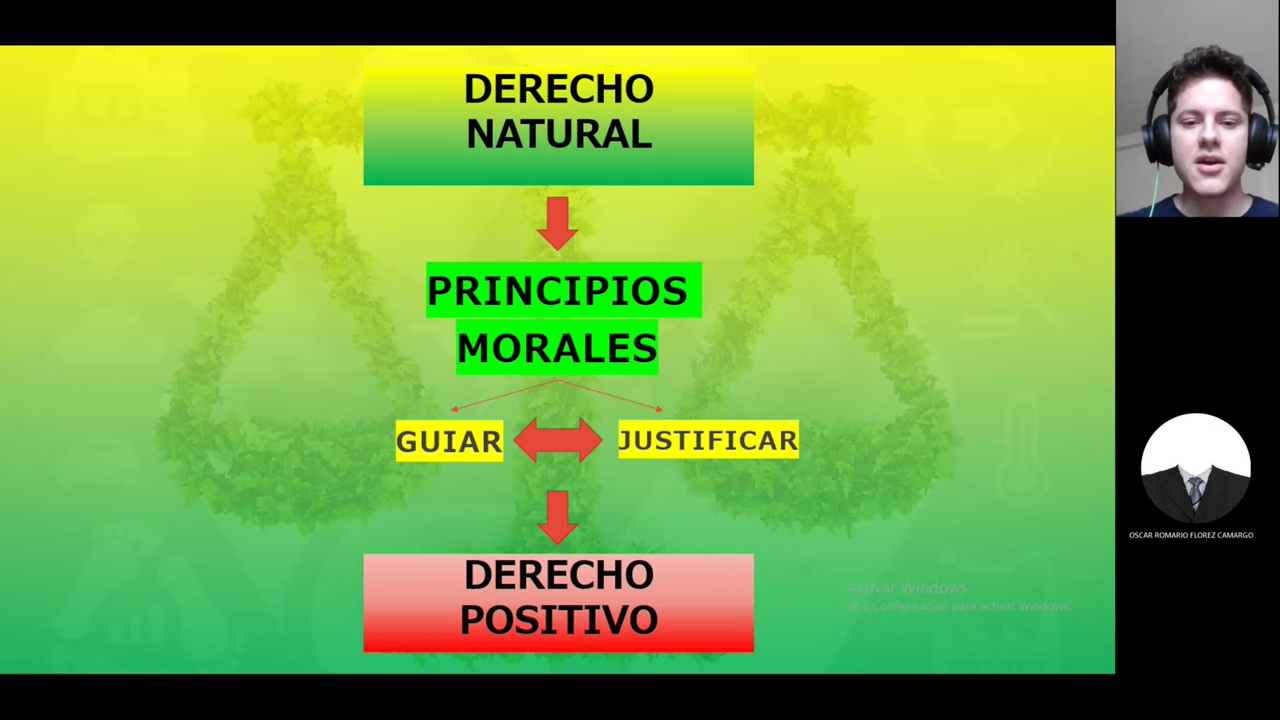 DERECHO
NATURAL
PRINCIPIOS
MORALES
GUIAR
JUSTIFICAR
DERECHO
POSITIVO
Activar Windows
Ve a Configuración para activar Windows.
OSCAR ROMARIO FLOREZ CAMARGO